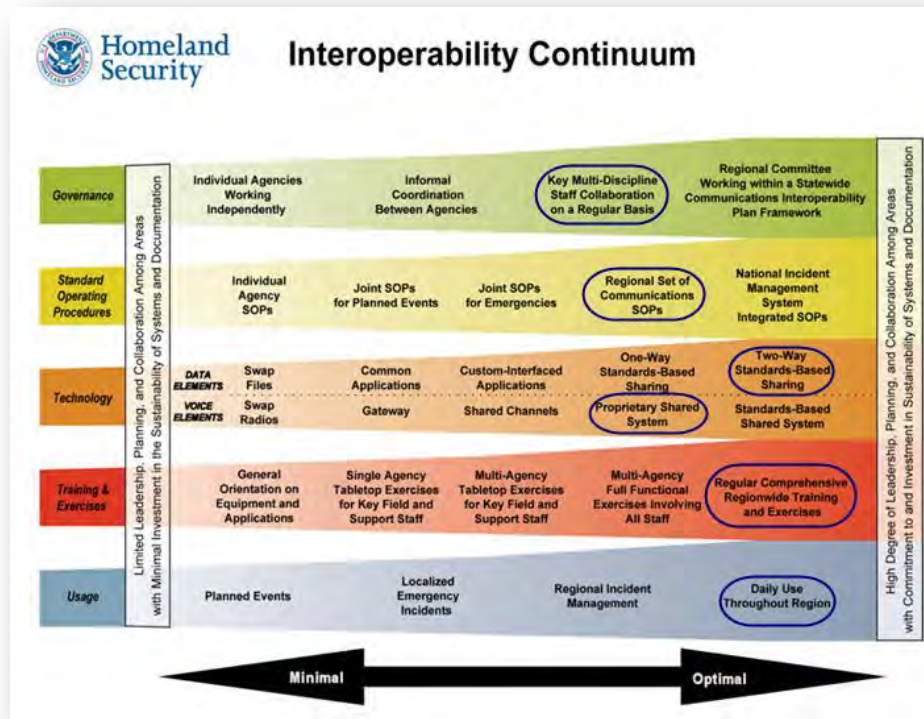 Homeland
Security
Interoperability Continuum
Limited Leadership, Planning, and Collaboration Among Areas
with Minimal Investment in the Sustainability of Systems and Documentation
High Degree of Leadership, Planning, and Collaboration Among Areas
with Commitment to and Investment in Sustainability of Systems and Documentation
Governance
Individual Agencies
Working
Independently
Informal
Coordination
Between Agencies
Key Multi-Discipline
Staff Collaboration
on a Regular Basis
Regional Committee
Working within a Statewide
Communications Interoperability
Plan Framework
Standard
Operating
Procedures
Individual
Agency
SOPs
Joint SOPs
for Planned Events
Joint SOPs
for Emergencies
Regional Set of
Communications
SOPs
National Incident
Management
System
Integrated SOPs
Technology
DATA
ELEMENTS
Swap
Files
Common
Applications
Custom-Interfaced
Applications
One-Way
Standards-Based
Sharing
Two-Way
Standards-Based
Sharing
VOICE
ELEMENTS
Swap
Radios
Gateway
Shared Channels
Proprietary Shared
System
Standards-Based
Shared System
Training &
Exercises
General
Orientation on
Equipment and
Applications
Single Agency
Tabletop Exercises
for Key Field and
Support Staff
Multi-Agency
Tabletop Exercises
for Key Field and
Support Staff
Multi-Agency
Full Functional
Exercises Involving
All Staff
Regular Comprehensive
Regionwide Training
and Exercises
Usage
Planned Events
Localized
Emergency
Incidents
Regional Incident
Management
Daily Use
Throughout Region
Minimal
Optimal